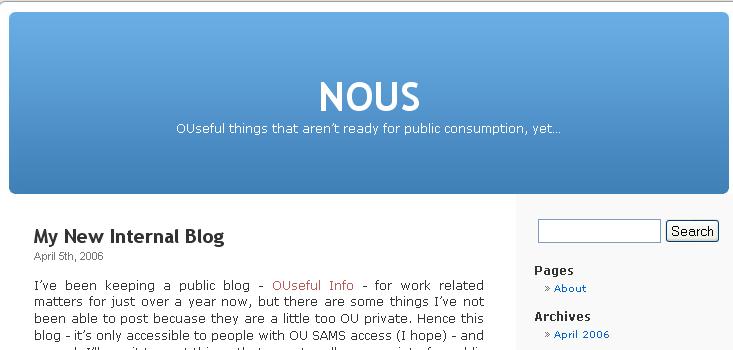 NOUS
OUseful things that aren't ready for public consumption, yet...
My New Internal Blog
April 5th, 2006
I've been keeping a public blog - OUseful Info - for work related
matters for just over a year now, but there are some things I've not
been able to post becuase they are a little too OU private. Hence this
blog - it's only accessible to people with OU SAMS access (I hope) - and
Search
Pages
» About
Archives
» April 2006